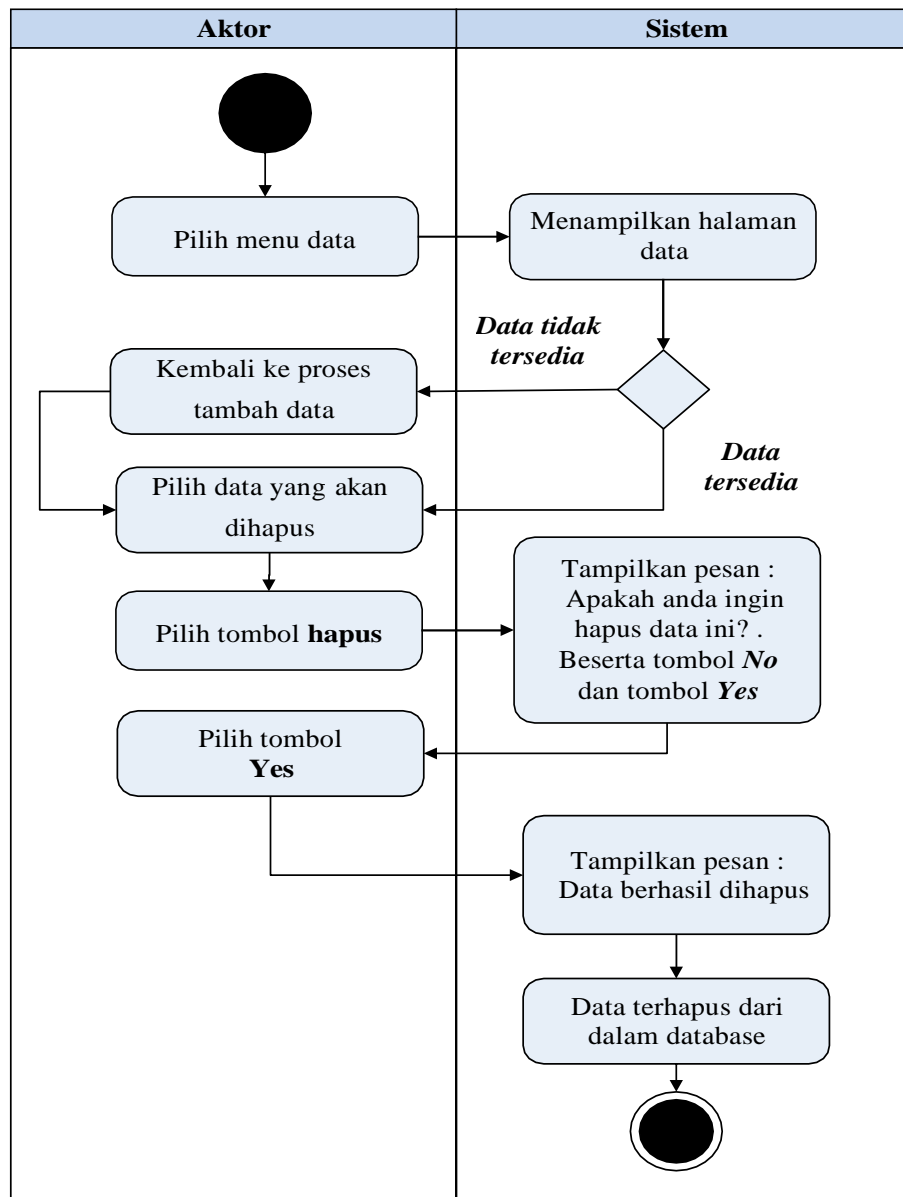 Aktor
Sistem
Pilih menu data
Menampilkan halaman
data
Data tidak
tersedia
Kembali ke proses
tambah data
Data
tersedia
Pilih data yang akan
dihapus
Pilih tombol hapus
Tampilkan pesan :
Apakah anda ingin
hapus data ini? .
Beserta tombol No
dan tombol Yes
Pilih tombol
Yes
Tampilkan pesan :
Data berhasil dihapus
Data terhapus dari
dalam database